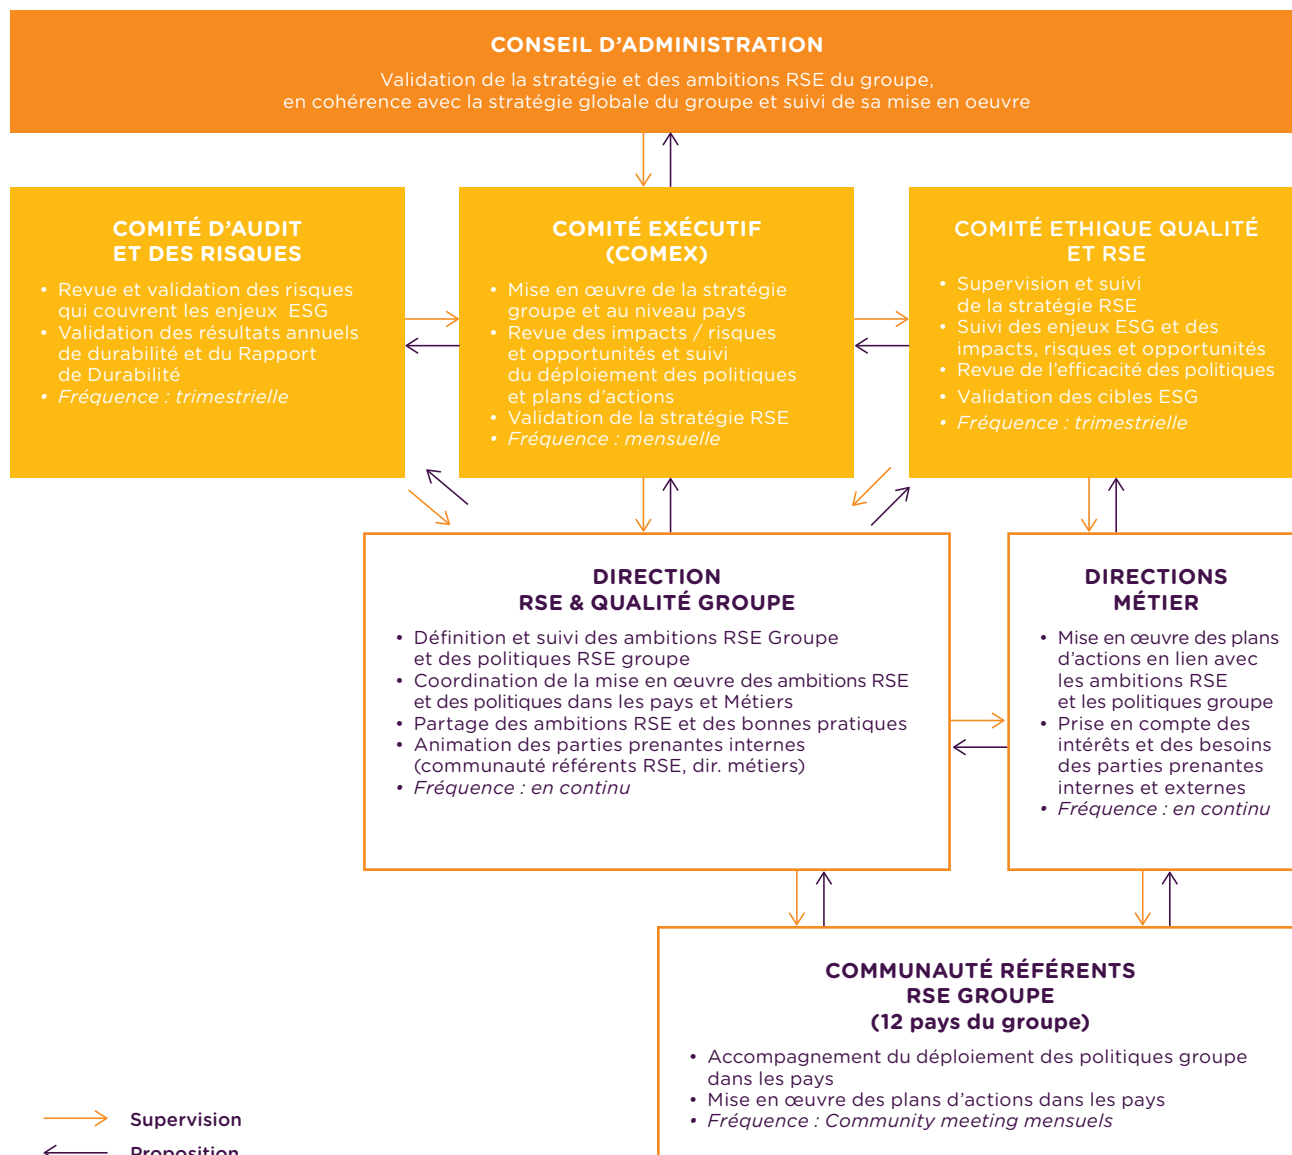 CONSEIL D’ADMINISTRATION
Validation de la stratégie et des ambitions RSE du groupe,
en cohérence avec la stratégie globale du groupe et suivi de sa mise en oeuvre
COMITÉ D’AUDIT
ET DES RISQUES
• Revue et validation des risques
qui couvrent les enjeux ESG
• Validation des résultats annuels
de durabilité et du Rapport
de Durabilité
• Fréquence : trimestrielle
COMITÉ EXÉCUTIF
(COMEX)
• Mise en œuvre de la stratégie
groupe et au niveau pays
• Revue des impacts / risques
et opportunités et suivi
du déploiement des politiques
et plans d’actions
• Validation de la stratégie RSE
• Fréquence : mensuelle
COMITÉ ETHIQUE QUALITÉ
ET RSE
• Supervision et suivi
de la stratégie RSE
• Suivi des enjeux ESG et des
impacts, risques et opportunités
• Revue de l’efficacité des politiques
• Validation des cibles ESG
• Fréquence : trimestrielle
DIRECTION
RSE & QUALITÉ GROUPE
• Définition et suivi des ambitions RSE Groupe
et des politiques RSE groupe
• Coordination de la mise en œuvre des ambitions RSE
et des politiques dans les pays et Métiers
• Partage des ambitions RSE et des bonnes pratiques
• Animation des parties prenantes internes
(communauté référents RSE, dir. métiers)
• Fréquence : en continu
DIRECTIONS
MÉTIER
• Mise en œuvre des plans
d’actions en lien avec
les ambitions RSE
et les politiques groupe
• Prise en compte des
intérêts et des besoins
des parties prenantes
internes et externes
• Fréquence : en continu
COMMUNAUTÉ RÉFÉRENTS
RSE GROUPE
(12 pays du groupe)
• Accompagnement du déploiement des politiques groupe
dans les pays
• Mise en œuvre des plans d’actions dans les pays
• Fréquence : Community meeting mensuels
Supervision
Proposition